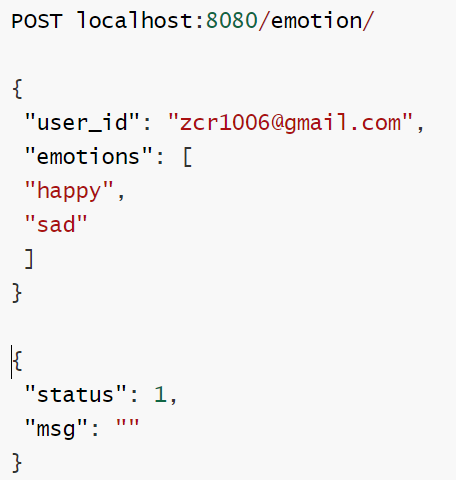 POST localhost:8080/emotion/
{
"user_id": "zcr1006@gmail.com",
"emotions": [
"happy",
"sad"
]
}
{
"status": 1,
"msg": ""
}